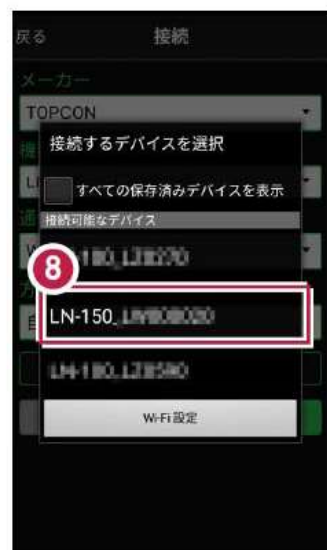 戻る 接続
メーカー
TOPCON
接続するデバイスを選択
すべての保存済みデバイスを表示
接続可能なデバイス
8
LN-150_
Wi-Fi 設定